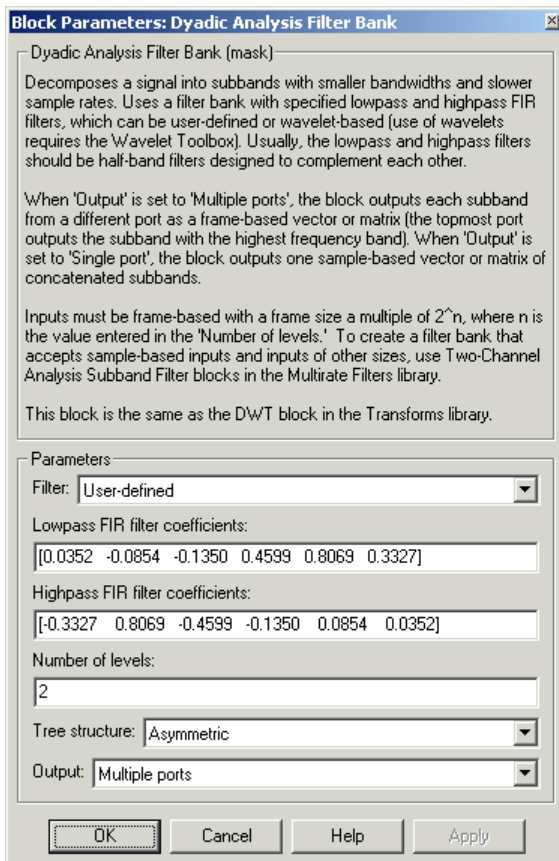 Block Parameters: Dyadic Analysis Filter Bank
Dyadic Analysis Filter Bank (mask)
Decomposes a signal into subbands with smaller bandwidths and slower
sample rates. Uses a filter bank with specified lowpass and highpass FIR
filters, which can be user-defined or wavelet-based (use of wavelets
requires the Wavelet Toolbox). Usually, the lowpass and highpass filters
should be half-band filters designed to complement each other.
When 'Output' is set to 'Multiple ports', the block outputs each subband
from a different port as a frame-based vector or matrix (the topmost port
outputs the subband with the highest frequency band). When 'Output' is
set to 'Single port', the block outputs one sample-based vector or matrix of
concatenated subbands.
Inputs must be frame-based with a frame size a multiple of 2^n, where n is
the value entered in the 'Number of levels.' To create a filter bank that
accepts sample-based inputs and inputs of other sizes, use Two-Channel
Analysis Subband Filter blocks in the Multirate Filters library.
This block is the same as the DWT block in the Transforms library.
Parameters
Filter: User-defined
Lowpass FIR filter coefficients:
[0.0352 -0.0854 -0.1350 0.4599 0.8069 0.3327]
Highpass FIR filter coefficients:
[-0.3327 0.8069 -0.4599 -0.1350 0.0854 0.0352]
Number of levels:
2
Tree structure: Asymmetric
Output: Multiple ports
OK Cancel Help Apply